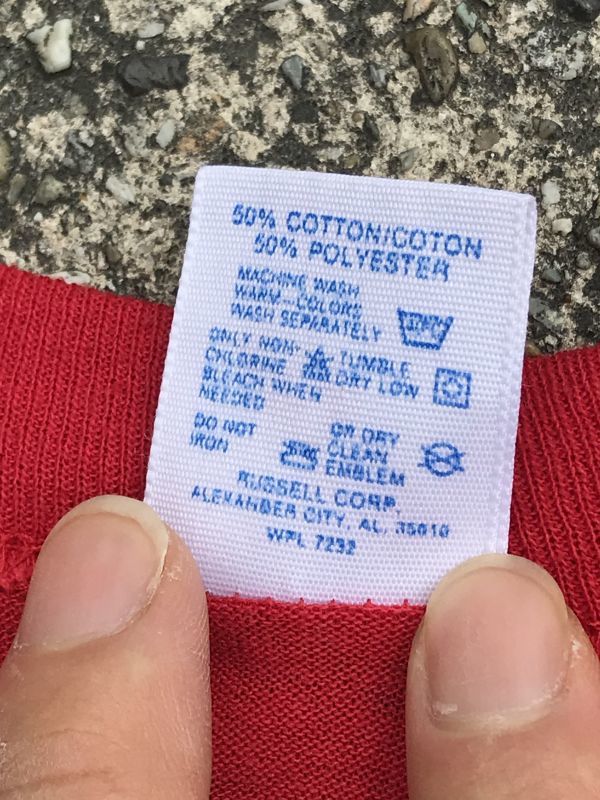 50% COTTON/COTON
50% POLYESTER
MACHINE WASH
WARM-COLORS
WASH SEPARATELY
ONLY NON-
CHLORINE
BLEACH WHEN
NEEDED
TUMBLE
DRY LOW
DO NOT
IRON
OR DRY
CLEAN
EMBLEM
RUSSELL CORP.
ALEXANDER CITY, AL. 35010
WPL 7232